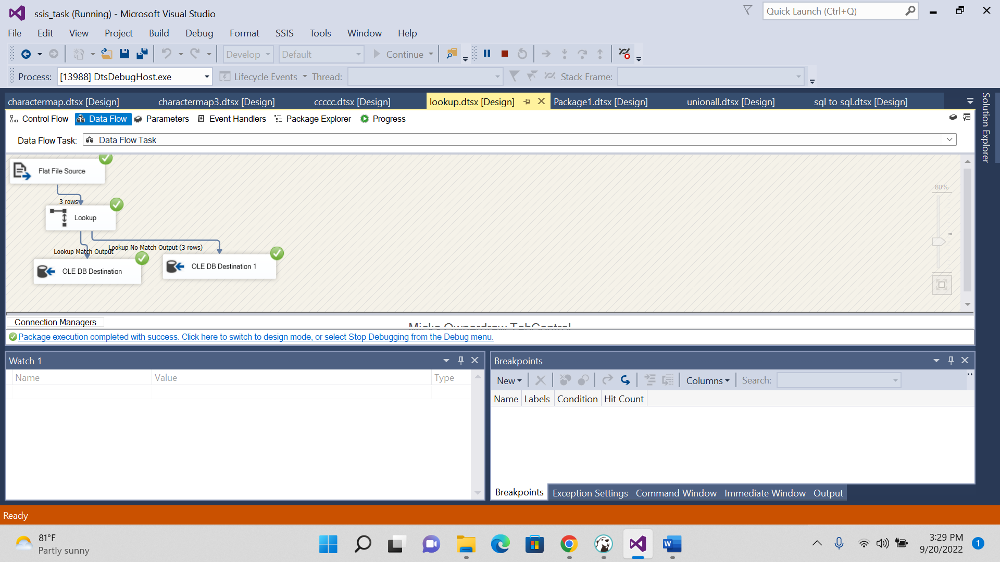 ssis_task (Running) - Microsoft Visual Studio
Quick Launch (Ctrl+Q)
File Edit View Project Build Debug Format SSIS Tools Window Help
Develop Default Continue
Process: [13988] DtsDebugHost.exe Lifecycle Events Thread: Stack Frame:
charactermap.dtsx [Design] charactermap3.dtsx [Design] ccccc.dtsx [Design] lookup.dtsx [Design] Package1.dtsx [Design] unionall.dtsx [Design] sql to sql.dtsx [Design]
Solution Explorer
Control Flow Data Flow Parameters Event Handlers Package Explorer Progress
Data Flow Task: Data Flow Task
Flat File Source
80%
3 rows
Lookup
Lookup No Match Output (3 rows)
Lookup Match Output
OLE DB Destination 1
OLE DB Destination
Connection Managers
Micks Ownerdraw TabControl
Package execution completed with success. Click here to switch to design mode, or select Stop Debugging from the Debug menu.
Watch 1
Name Value Type
Breakpoints
New Columns Search:
Name Labels Condition Hit Count
Breakpoints Exception Settings Command Window Immediate Window Output
Ready
81°F
Partly sunny
W
3:29 PM
9/20/2022
1